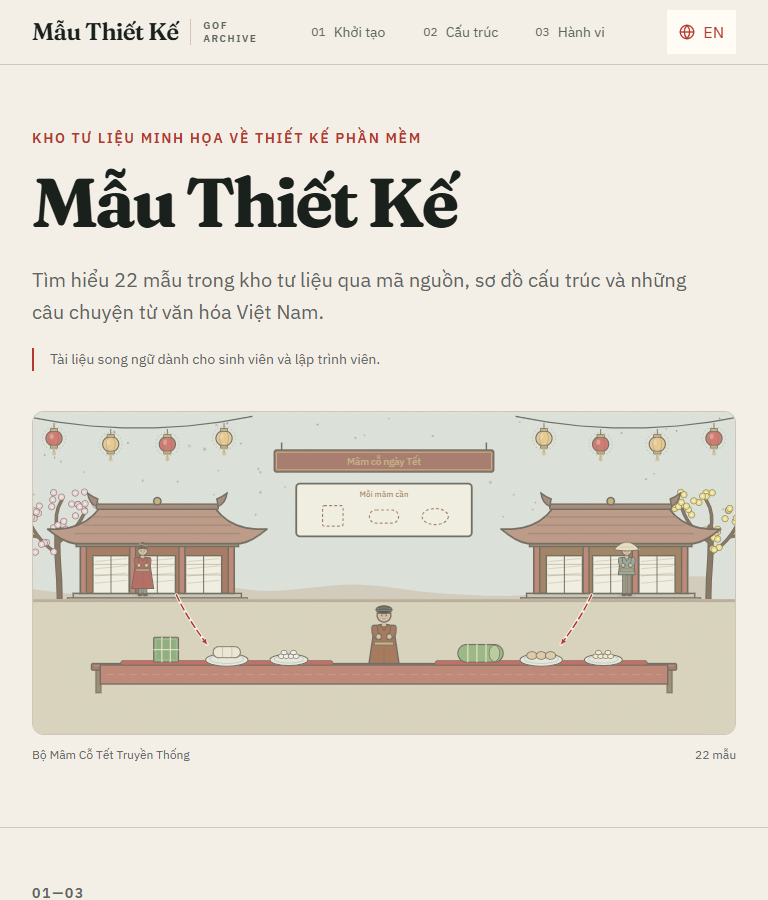 Mẫu Thiết Kế
GOF
ARCHIVE
01 Khởi tạo
02 Cấu trúc
03 Hành vi
EN
KHO TƯ LIỆU MINH HỌA VỀ THIẾT KẾ PHẦN MỀM
Mẫu Thiết Kế
Tìm hiểu 22 mẫu trong kho tư liệu qua mã nguồn, sơ đồ cấu trúc và những
câu chuyện từ văn hóa Việt Nam.
Tài liệu song ngữ dành cho sinh viên và lập trình viên.
Mâm cỗ ngày Tết
Mỗi mâm cần
Bộ Mâm Cỗ Tết Truyền Thống
22 mẫu
01—03